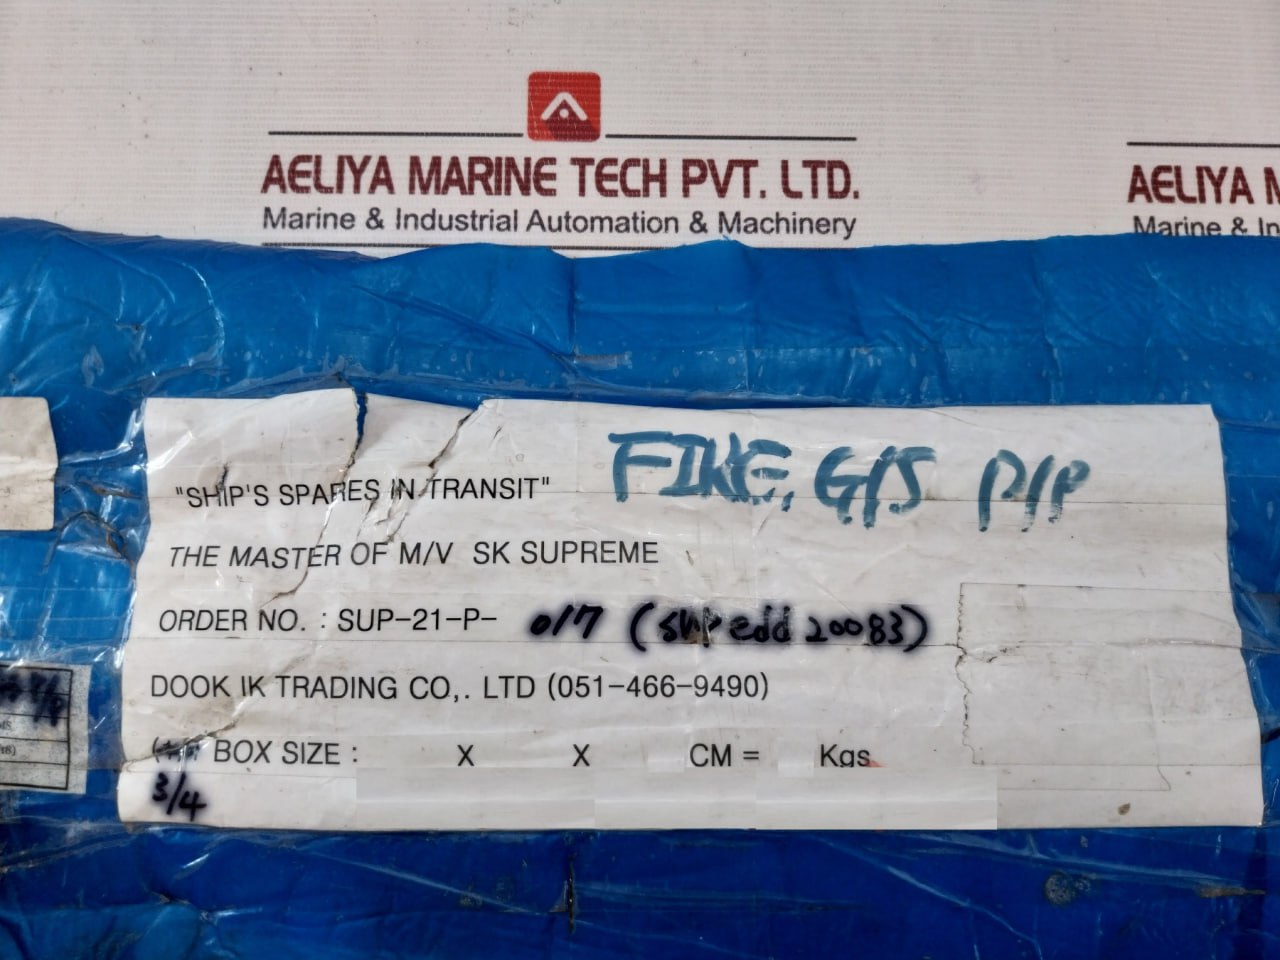 AELIYA MARINE TECH PVT. LTD.
Marine & Industrial Automation & Machinery
AELIYA M
Marine & In
FIRE, G/S P/P
"SHIP'S SPARES IN TRANSIT"
THE MASTER OF M/V SK SUPREME
ORDER NO. : SUP-21-P- 017 (SUP edd 20083)
DOOK IK TRADING CO,. LTD (051-466-9490)
BOX SIZE : X X CM = Kgs
3/4